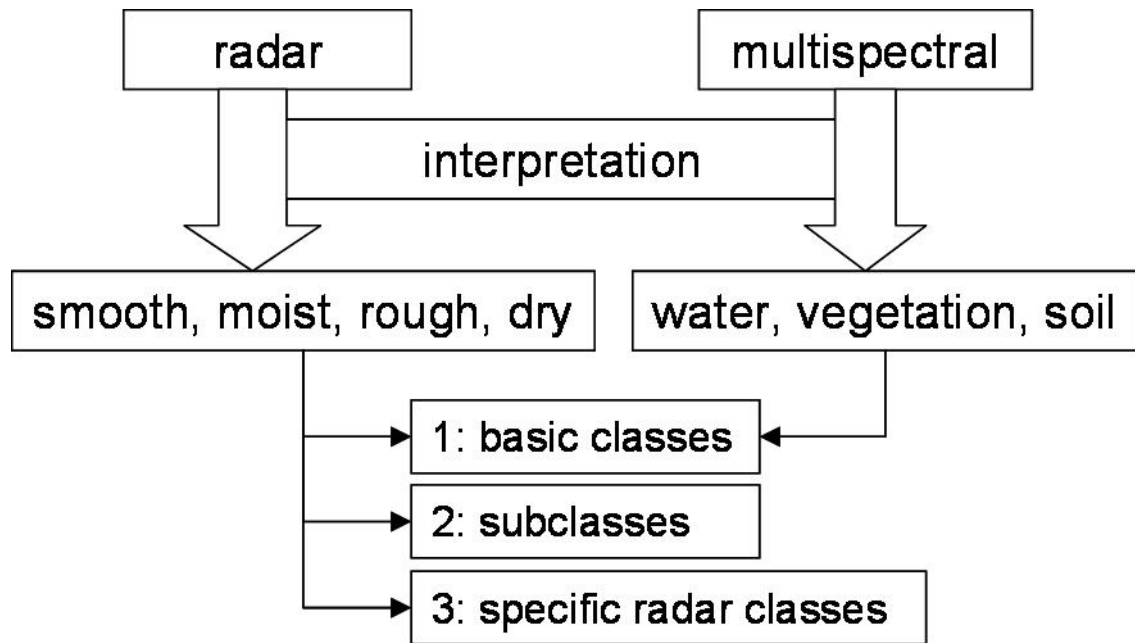 radar
multispectral
interpretation
smooth, moist, rough, dry
water, vegetation, soil
1: basic classes
2: subclasses
3: specific radar classes